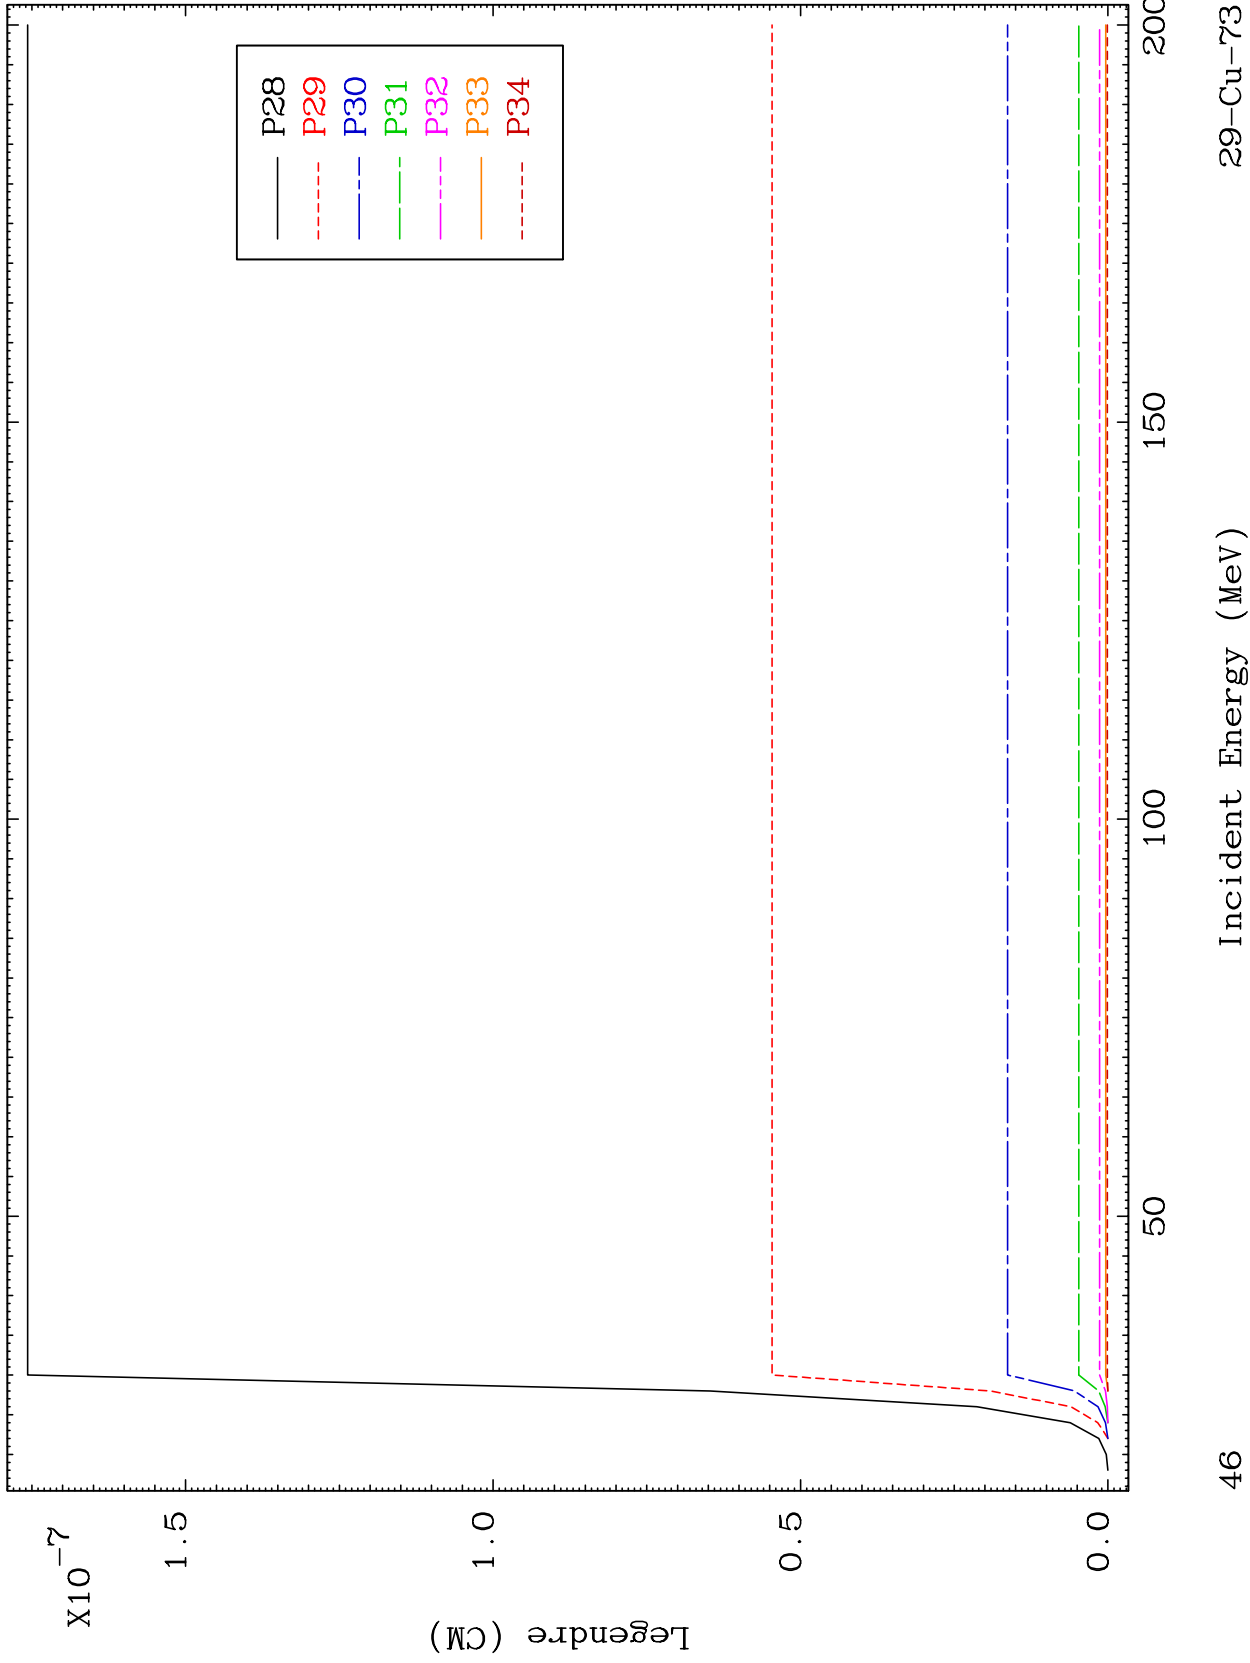 X10-7
1.5
1.0
0.5
0.0
Legendre (CM)
P28
P29
P30
P31
P32
P33
P34
50
100
150
200
Incident Energy (MeV)
46
29-Cu-73